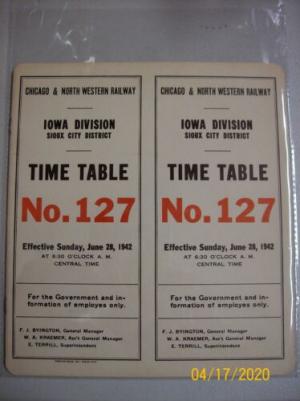 CHICAGO & NORTH WESTERN RAILWAY
IOWA DIVISION
SIOUX CITY DISTRICT
TIME TABLE
No. 127
Effective Sunday, June 28, 1942
AT 6:30 O'CLOCK A. M.
CENTRAL TIME
For the Government and in-
formation of employes only.
F. J. BYINGTON, General Manager
W. A. KRAEMER, Ass't General Manager
E. TERRILL, Superintendent
CHICAGO & NORTH WESTERN RAILWAY
IOWA DIVISION
SIOUX CITY DISTRICT
TIME TABLE
No. 127
Effective Sunday, June 28, 1942
AT 6:30 O'CLOCK A. M.
CENTRAL TIME
For the Government and in-
formation of employes only.
F. J. BYINGTON, General Manager
W. A. KRAEMER, Ass't General Manager
E. TERRILL, Superintendent
04/17/2020